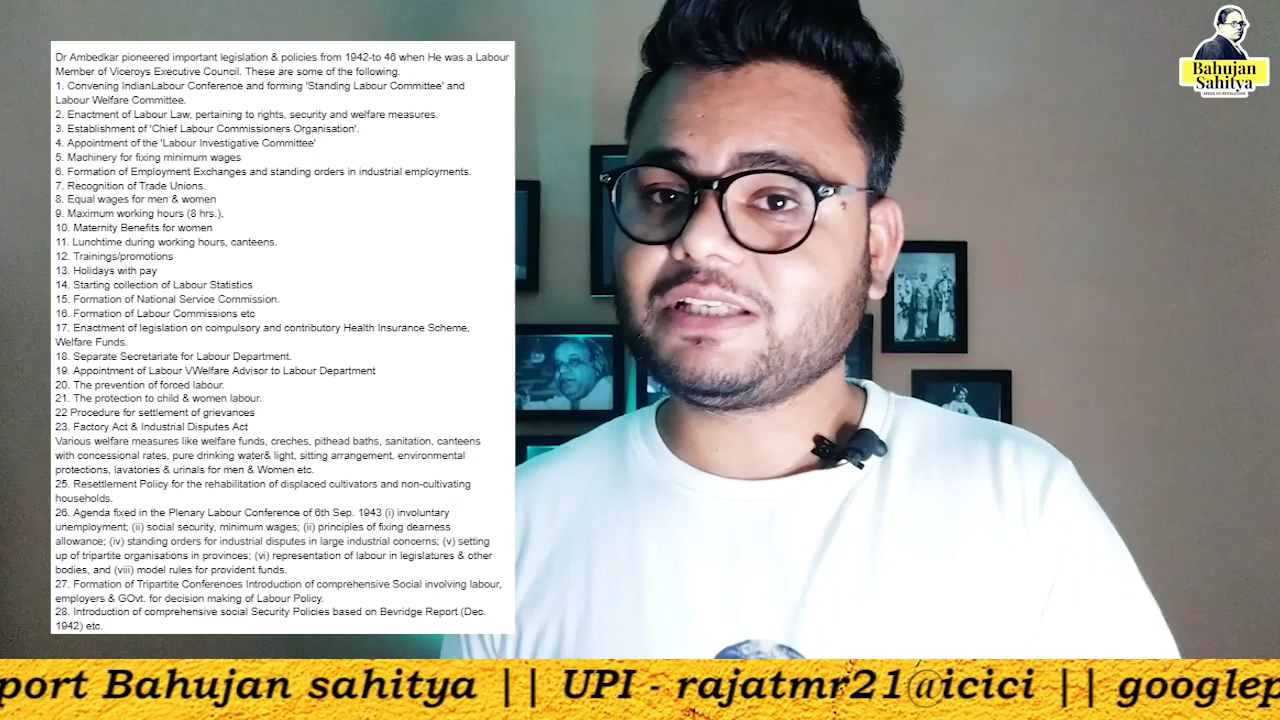 Dr Ambedkar pioneered important legislation & policies from 1942-to 46 when He was a Labour
Member of Viceroys Executive Council. These are some of the following.
1. Convening IndianLabour Conference and forming 'Standing Labour Committee' and
Labour Welfare Committee.
2. Enactment of Labour Law, pertaining to rights, security and welfare measures.
3. Establishment of 'Chief Labour Commissioners Organisation'.
4. Appointment of the 'Labour Investigative Committee'
5. Machinery for fixing minimum wages
6. Formation of Employment Exchanges and standing orders in industrial employments.
7. Recognition of Trade Unions.
8. Equal wages for men & women
9. Maximum working hours (8 hrs.),
10. Maternity Benefits for women
11. Lunchtime during working hours, canteens.
12. Trainings/promotions
13. Holidays with pay
14. Starting collection of Labour Statistics
15. Formation of National Service Commission.
16. Formation of Labour Commissions etc
17. Enactment of legislation on compulsory and contributory Health Insurance Scheme,
Welfare Funds.
18. Separate Secretariate for Labour Department.
19. Appointment of Labour VWelfare Advisor to Labour Department
20. The prevention of forced labour.
21. The protection to child & women labour.
22 Procedure for settlement of grievances
23. Factory Act & Industrial Disputes Act
Various welfare measures like welfare funds, creches, pithead baths, sanitation, canteens
with concessional rates, pure drinking water& light, sitting arrangement, environmental
protections, lavatories & urinals for men & Women etc.
25. Resettlement Policy for the rehabilitation of displaced cultivators and non-cultivating
households.
26. Agenda fixed in the Plenary Labour Conference of 6th Sep. 1943 (i) involuntary
unemployment; (ii) social security, minimum wages; (ii) principles of fixing dearness
allowance; (iv) standing orders for industrial disputes in large industrial concerns; (v) setting
up of tripartite organisations in provinces; (vi) representation of labour in legislatures & other
bodies, and (viii) model rules for provident funds.
27. Formation of Tripartite Conferences Introduction of comprehensive Social involving labour,
employers & GOvt. for decision making of Labour Policy.
28. Introduction of comprehensive social Security Policies based on Bevridge Report (Dec.
1942) etc.
Bahujan
Sahitya
port Bahujan sahitya || UPI - rajatmr21@icici || googlep